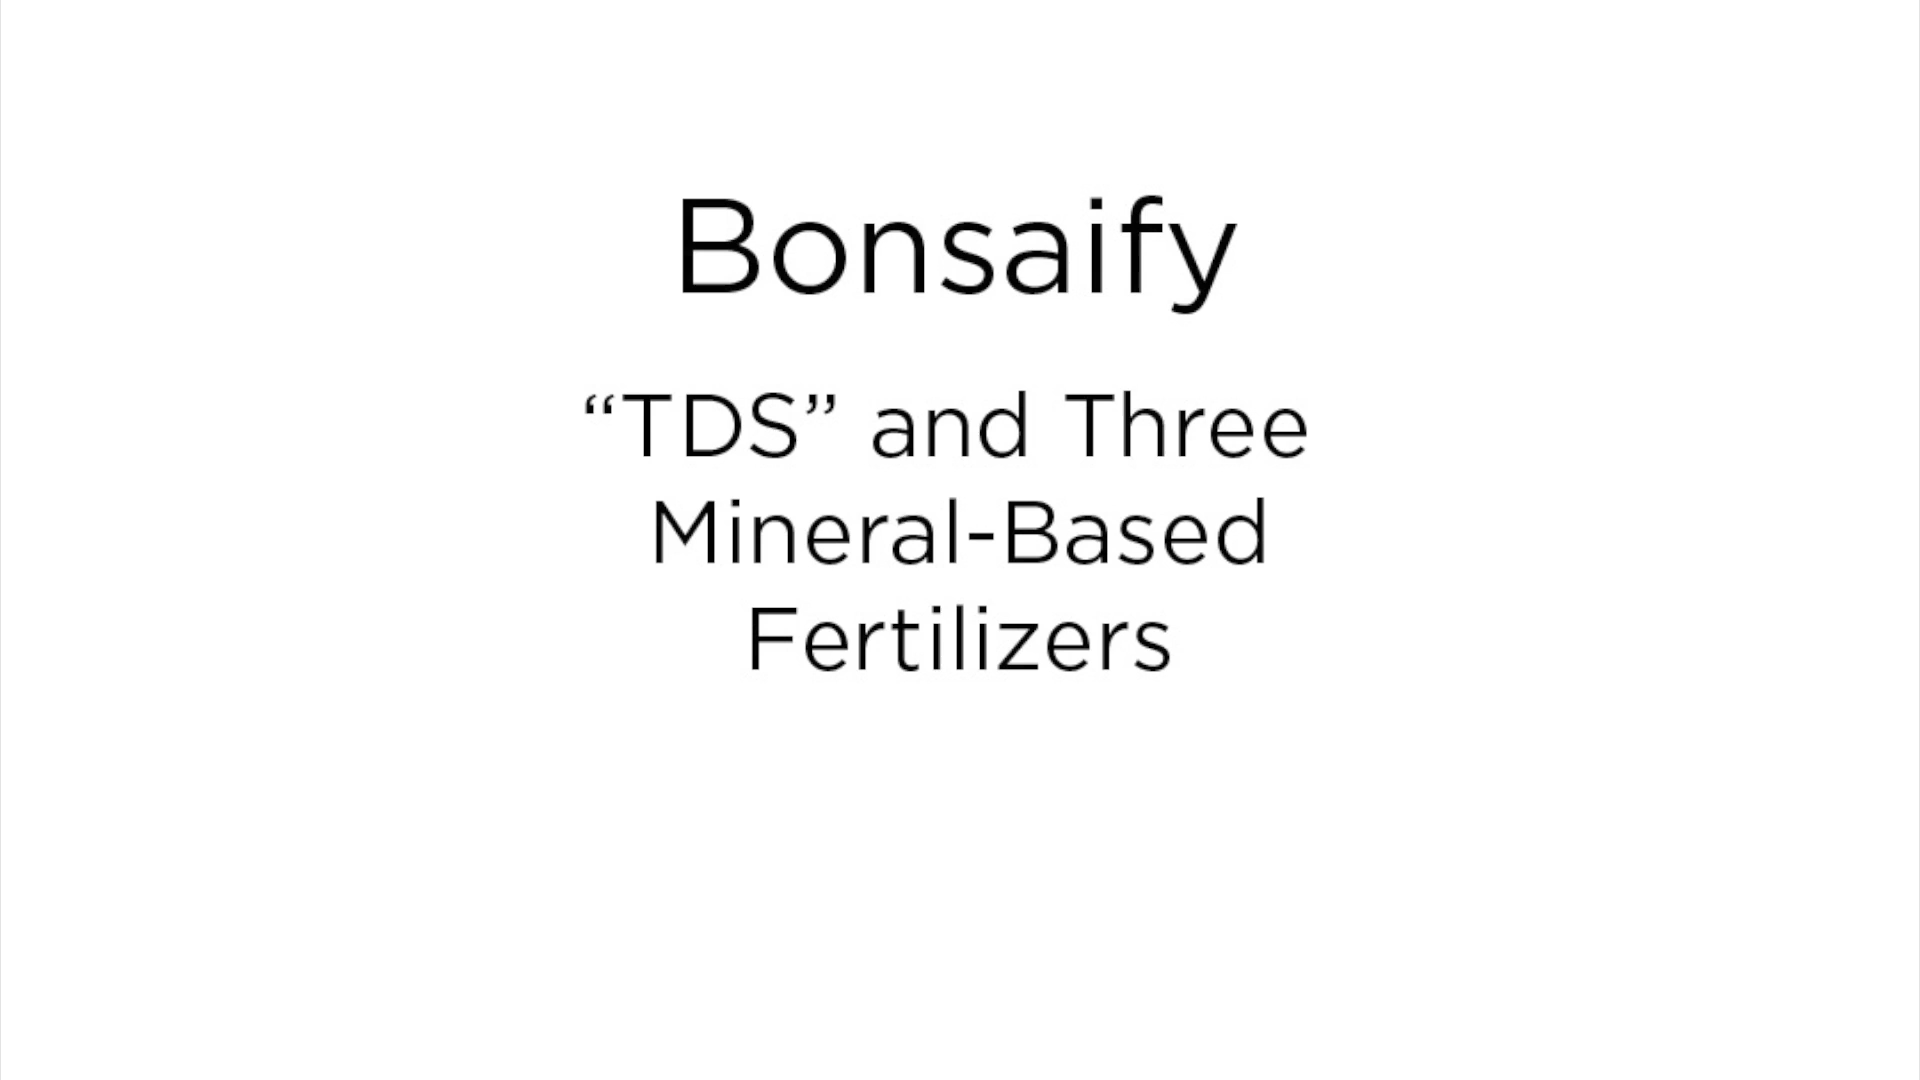 Bonsaify
“TDS” and Three
Mineral-Based
Fertilizers